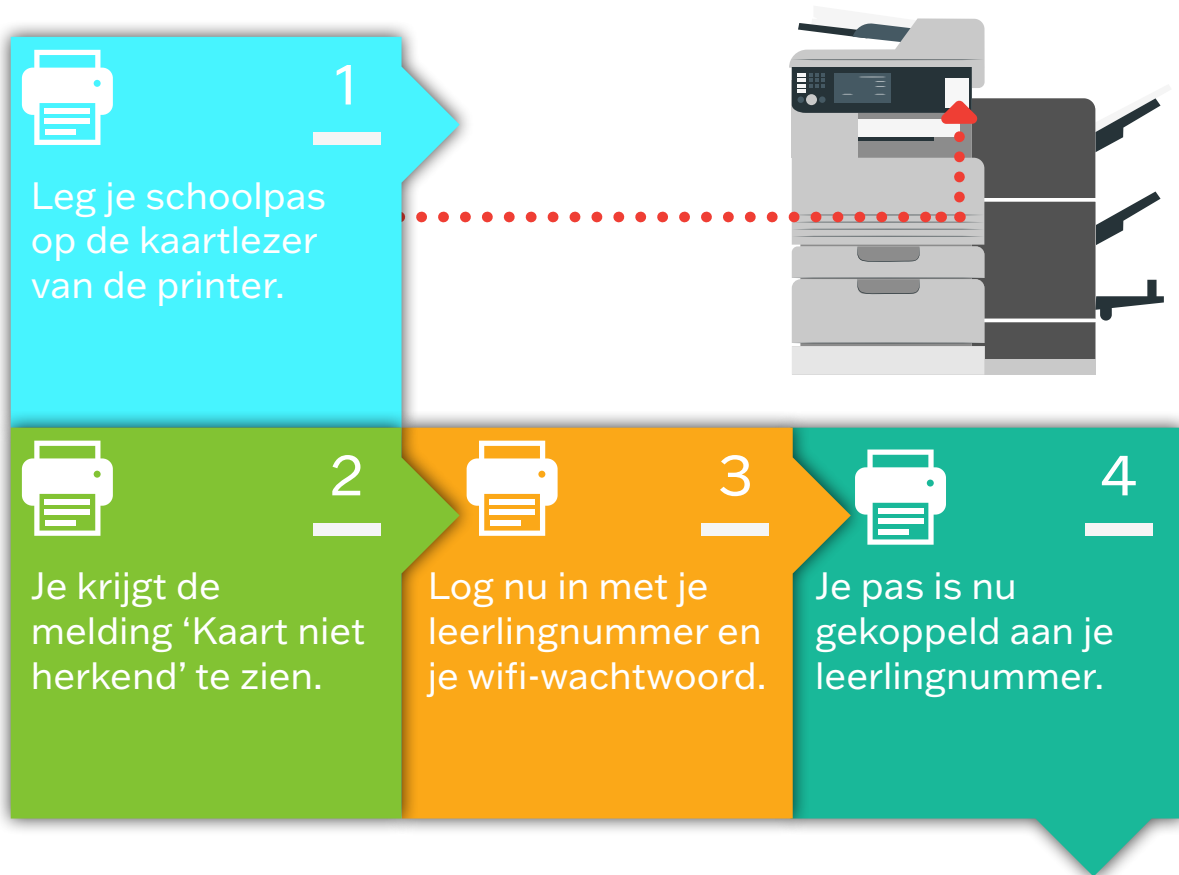 1
Leg je schoolpas
op de kaartlezer
van de printer.
2
Je krijgt de
melding ‘Kaart niet
herkend’ te zien.
3
Log nu in met je
leerlingnummer en
je wifi-wachtwoord.
4
Je pas is nu
gekoppeld aan je
leerlingnummer.